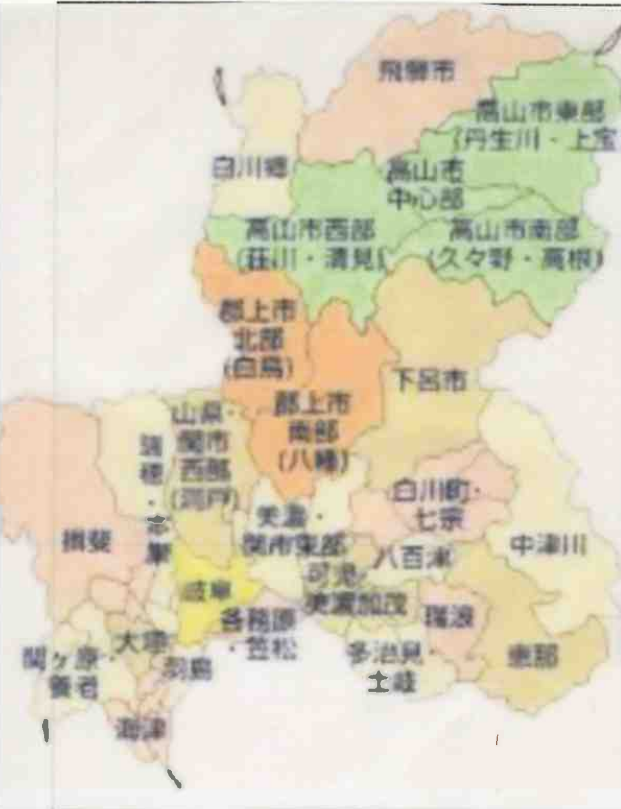 飛騨市
高山市東部
(丹生川・上宝
白川郷
高山市
中心部
高山市西部
(荘川・清見)
高山市南部
(久々野・高根)
郡上市
北部
(白鳥)
下呂市
郡上市
南部
(八幡)
山県・
関市
西部
(洞戸)
瑞穂・本巣
揖斐
美濃・
関市東部
白川町・
七宗
八百津
中津川
可児・
美濃加茂
岐阜
各務原
・笠松
瑞浪
恵那
多治見・
土岐
大垣
羽島
関ヶ原・
養老
海津